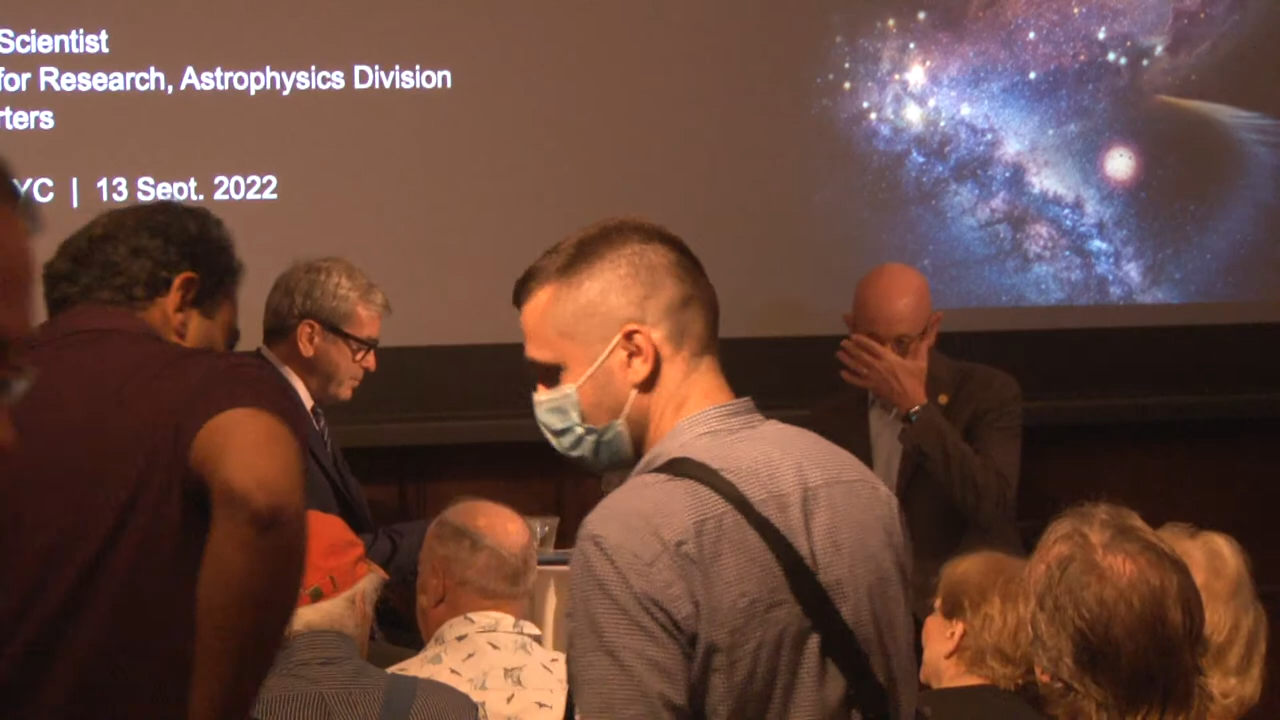 Scientist
for Research, Astrophysics Division
rters
YC | 13 Sept. 2022